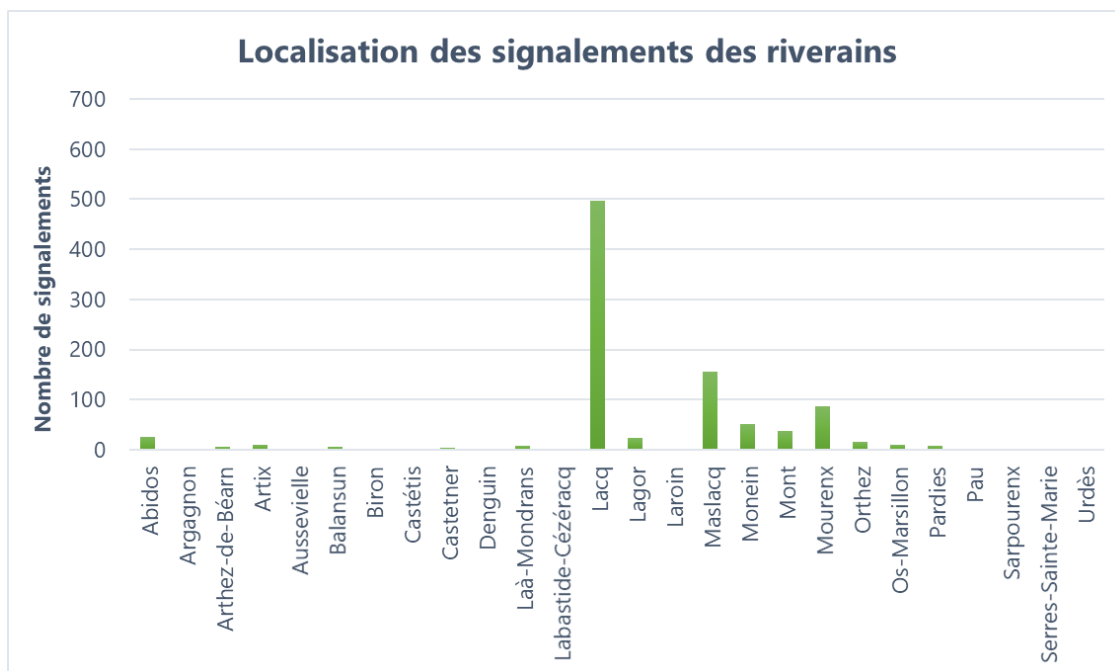 Localisation des signalements des riverains
Nombre de signalements
700
600
500
400
300
200
100
0
Abidos
Argagnon
Arthez-de-Béarn
Artix
Aussevielle
Balansun
Biron
Castétis
Castetner
Denguin
Laà-Mondrans
Labastide-Cézéracq
Lacq
Lagor
Laroin
Maslacq
Monein
Mont
Mourenx
Orthez
Os-Marsillon
Pardies
Pau
Sarpourenx
Serres-Sainte-Marie
Urdès